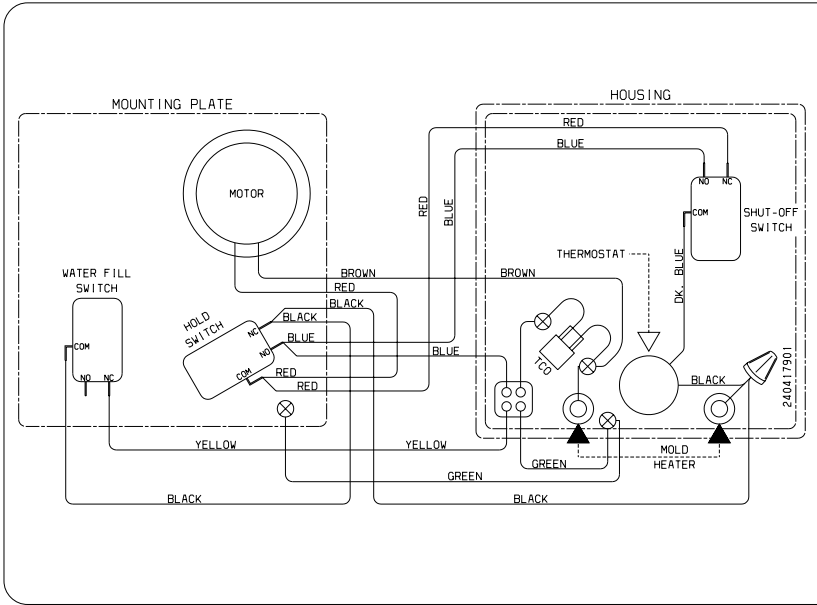 MOUNTING PLATE
HOUSING
RED
BLUE
NO
NC
MOTOR
RED
BLUE
COM
SHUT-OFF
SWITCH
THERMOSTAT
DK. BLUE
WATER FILL
SWITCH
BROWN
BROWN
RED
BLACK
BLACK
HOLD
SWITCH
NC
BLUE
NO
COM
BLUE
TCO
COM
RED
RED
NO
NC
BLACK
240417901
YELLOW
YELLOW
MOLD
HEATER
GREEN
GREEN
BLACK
BLACK